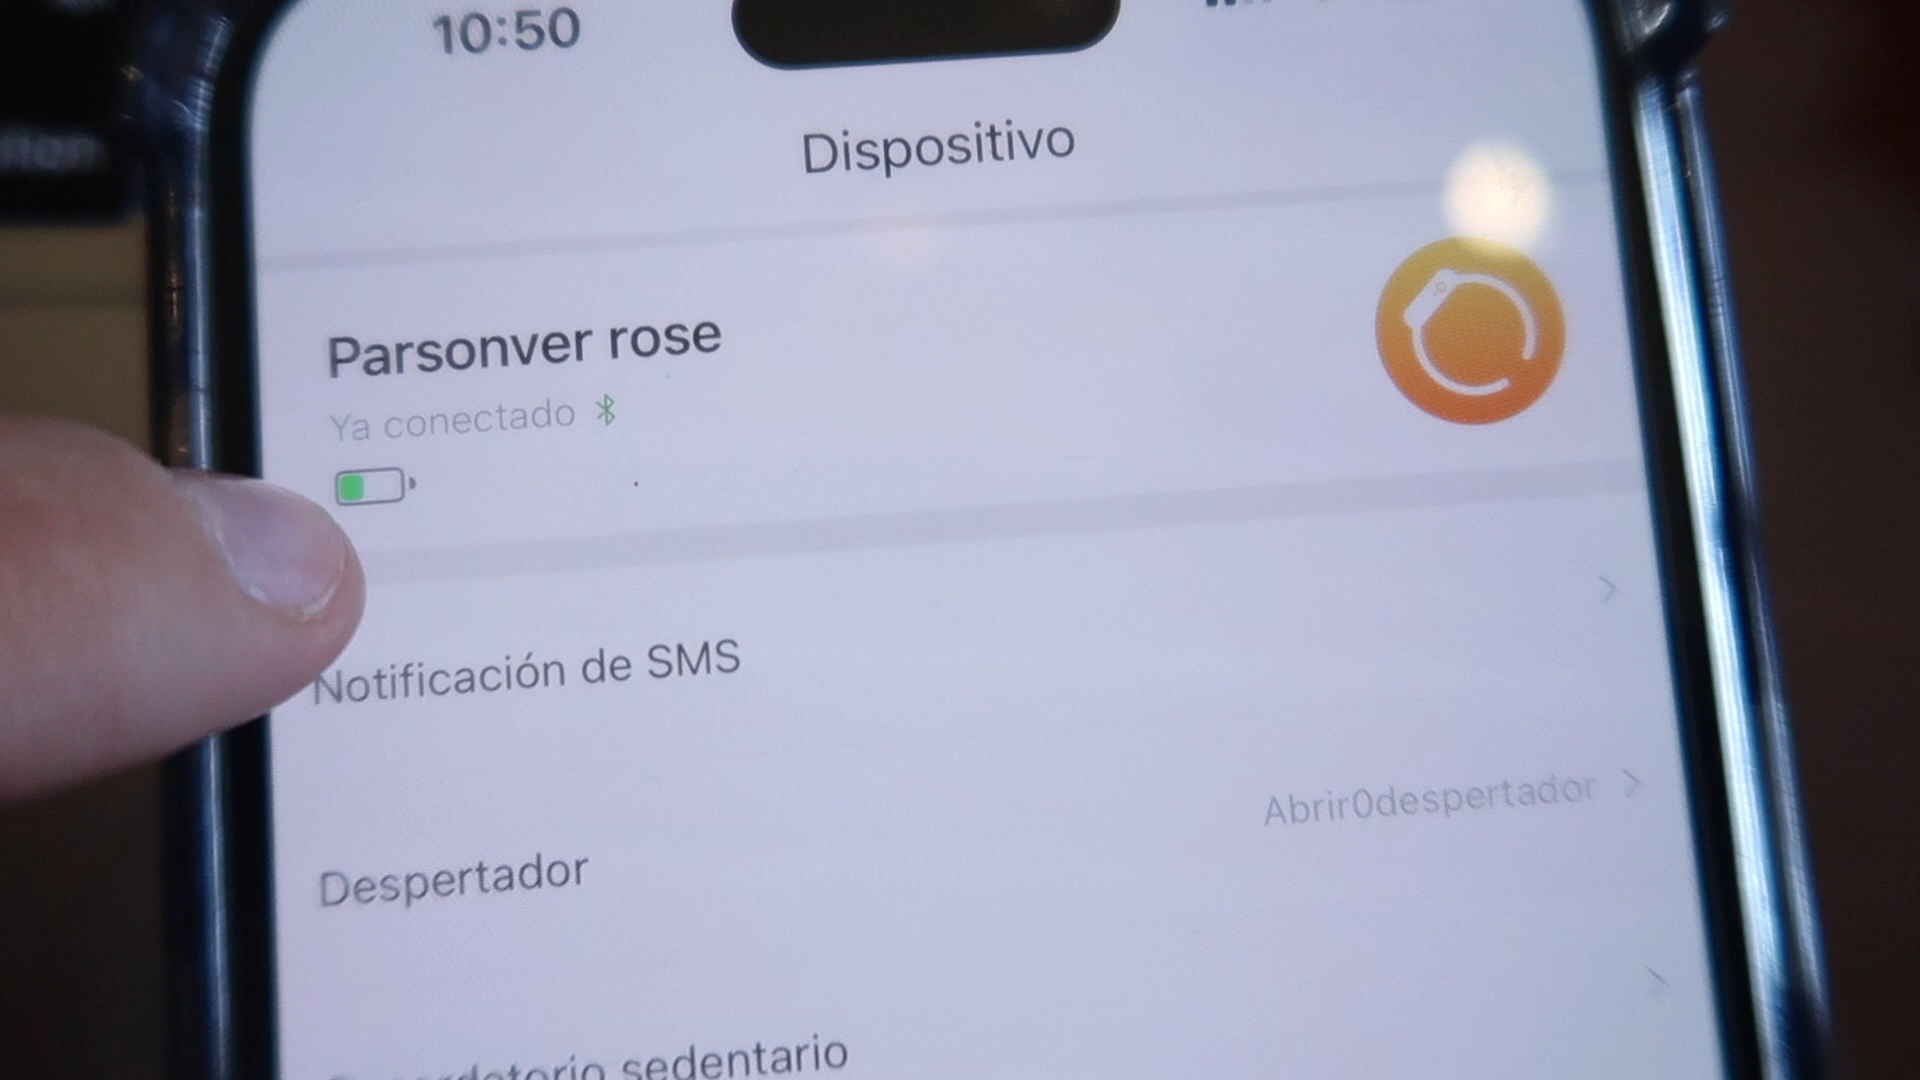 10:50
Dispositivo
Parsonver rose
Ya conectado
Notificación de SMS
Abrir0despertador
Despertador
sedentario